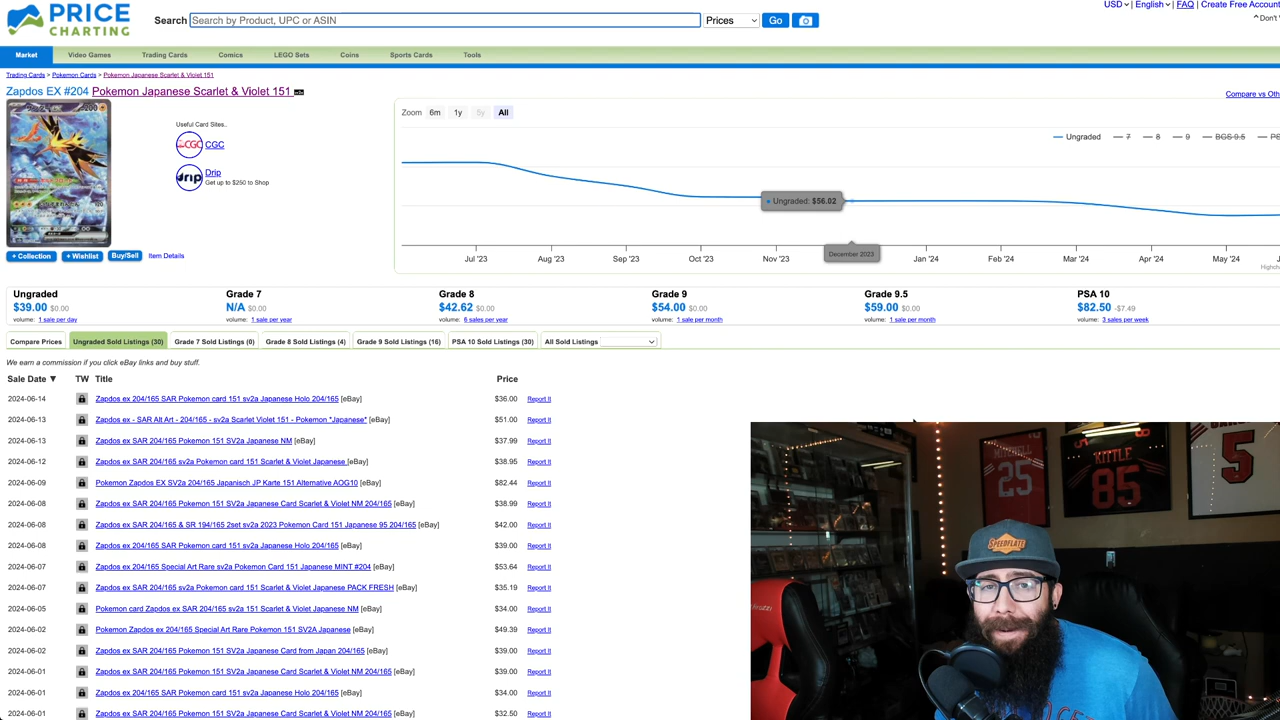 PRICE CHARTING
Search Search by Product, UPC or ASIN Prices Go
USD English FAQ Create Free Account
Don't
Market Video Games Trading Cards Comics LEGO Sets Coins Sports Cards Tools
Trading Cards > Pokemon Cards > Pokemon Japanese Scarlet & Violet 151
Zapdos EX #204 Pokemon Japanese Scarlet & Violet 151
Compare vs Oth
Useful Card Sites..
CGC CGC
Drip Drip
Get up to $250 to Shop
+ Collection + Wishlist Buy/Sell Item Details
Zoom 6m 1y 5y All
Ungraded 7 8 9 BGS 9.5 PS
Ungraded: $56.02
December 2023
Jul '23 Aug '23 Sep '23 Oct '23 Nov '23 Jan '24 Feb '24 Mar '24 Apr '24 May '24
Highch
Ungraded Grade 7 Grade 8 Grade 9 Grade 9.5 PSA 10
$39.00 $0.00 N/A $0.00 $42.62 $0.00 $54.00 $0.00 $59.00 $0.00 $82.50 -$7.49
volume: 1 sale per day volume: 1 sale per year volume: 6 sales per year volume: 1 sale per month volume: 1 sale per month volume: 3 sales per week
Compare Prices Ungraded Sold Listings (30) Grade 7 Sold Listings (0) Grade 8 Sold Listings (4) Grade 9 Sold Listings (16) PSA 10 Sold Listings (30) All Sold Listings
We earn a commission if you click eBay links and buy stuff.
Sale Date ▼ TW Title Price
2024-06-14 Zapdos ex 204/165 SAR Pokemon card 151 sv2a Japanese Holo 204/165 [eBay] $36.00 Report It
2024-06-13 Zapdos ex - SAR Alt Art - 204/165 - sv2a Scarlet Violet 151 - Pokemon *Japanese* [eBay] $51.00 Report It
2024-06-13 Zapdos ex SAR 204/165 Pokemon 151 SV2a Japanese NM [eBay] $37.99 Report It
2024-06-12 Zapdos ex SAR 204/165 sv2a Pokemon card 151 Scarlet & Violet Japanese [eBay] $38.95 Report It
2024-06-09 Pokemon Zapdos EX SV2a 204/165 Japanisch JP Karte 151 Alternative AOG10 [eBay] $82.44 Report It
2024-06-08 Zapdos ex SAR 204/165 Pokemon 151 SV2a Japanese Card Scarlet & Violet NM 204/165 [eBay] $38.99 Report It
2024-06-08 Zapdos ex SAR 204/165 & SR 194/165 2set sv2a 2023 Pokemon Card 151 Japanese 95 204/165 [eBay] $42.00 Report It
2024-06-08 Zapdos ex 204/165 SAR Pokemon card 151 sv2a Japanese Holo 204/165 [eBay] $39.00 Report It
2024-06-07 Zapdos ex 204/165 Special Art Rare sv2a Pokemon Card 151 Japanese MINT #204 [eBay] $53.64 Report It
2024-06-07 Zapdos ex SAR 204/165 sv2a Pokemon card 151 Scarlet & Violet Japanese PACK FRESH [eBay] $35.19 Report It
2024-06-05 Pokemon card Zapdos ex SAR 204/165 sv2a 151 Scarlet & Violet Japanese NM [eBay] $34.00 Report It
2024-06-02 Pokemon Zapdos ex 204/165 Special Art Rare Pokemon 151 SV2A Japanese [eBay] $49.39 Report It
2024-06-02 Zapdos ex SAR 204/165 Pokemon 151 SV2a Japanese Card from Japan 204/165 [eBay] $39.00 Report It
2024-06-01 Zapdos ex SAR 204/165 Pokemon 151 SV2a Japanese Card Scarlet & Violet NM 204/165 [eBay] $39.00 Report It
2024-06-01 Zapdos ex 204/165 SAR Pokemon card 151 sv2a Japanese Holo 204/165 [eBay] $34.00 Report It
2024-06-01 Zapdos ex SAR 204/165 Pokemon 151 SV2a Japanese Card Scarlet & Violet NM 204/165 [eBay] $32.50 Report It
25
KITTLE
85
5
SPEEDFLATE